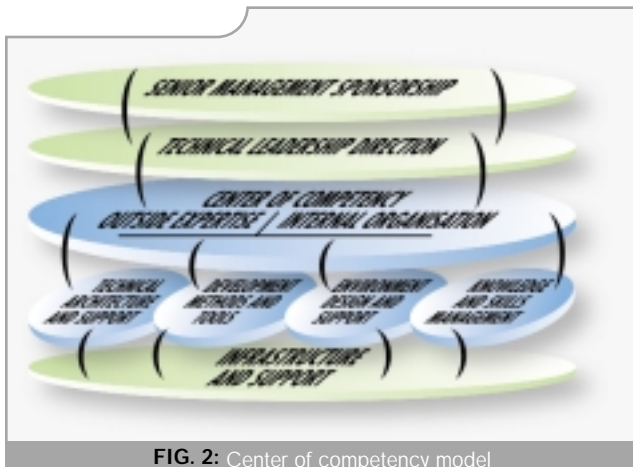 SENIOR MANAGEMENT SPONSORSHIP
TECHNICAL LEADERSHIP DIRECTION
CENTER OF COMPETENCY
OUTSIDE EXPERTISE / INTERNAL ORGANISATION
TECHNICAL
ARCHITECTURE
AND SUPPORT
DEVELOPMENT
METHODS AND
TOOLS
ENVIRONMENT
DESIGN AND
SUPPORT
KNOWLEDGE
AND SKILLS
MANAGEMENT
INFRASTRUCTURE
AND SUPPORT
FIG. 2: Center of competency model